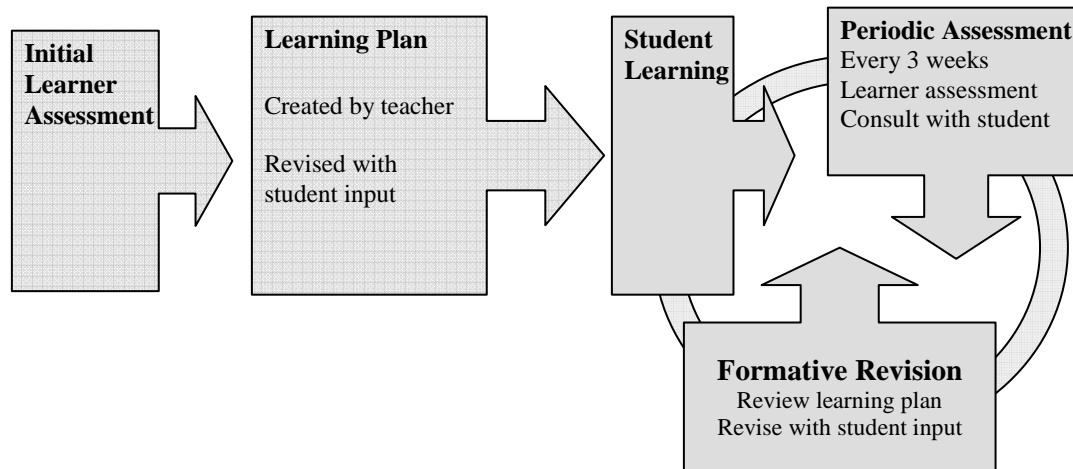 Initial
Learner
Assessment
Learning Plan
Created by teacher
Revised with
student input
Student
Learning
Periodic Assessment
Every 3 weeks
Learner assessment
Consult with student
Formative Revision
Review learning plan
Revise with student input